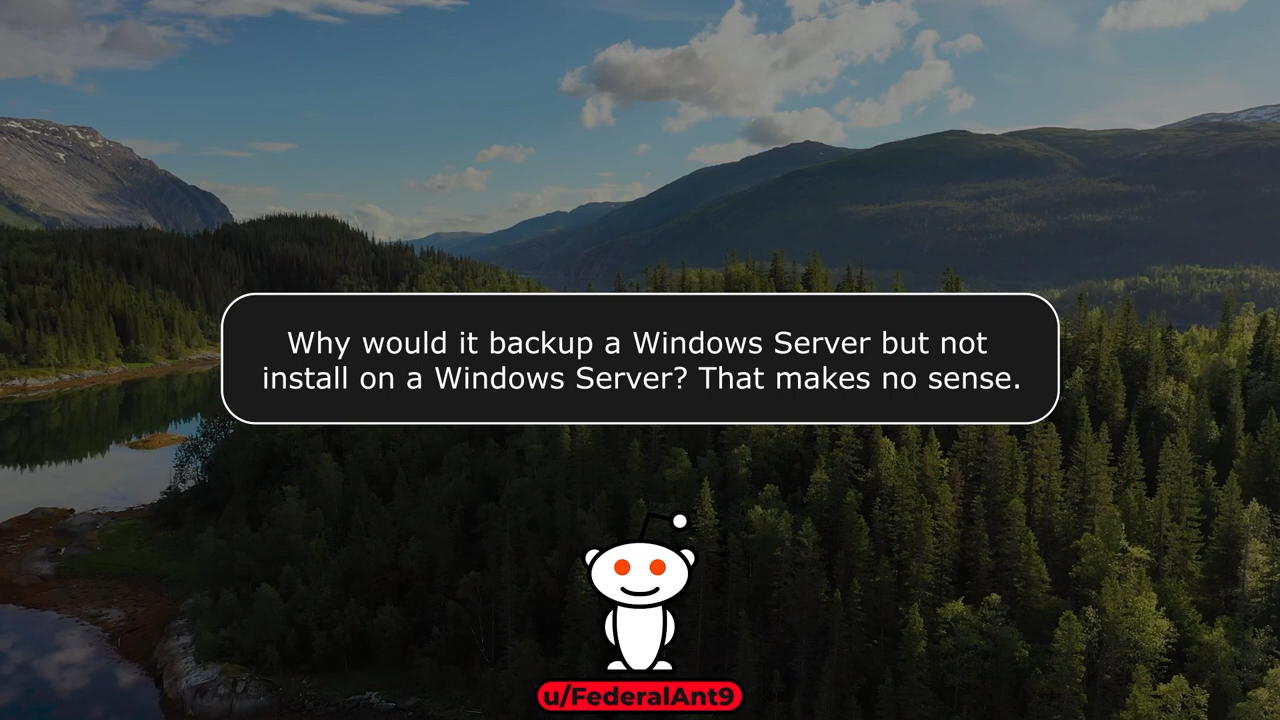 Why would it backup a Windows Server but not
install on a Windows Server? That makes no sense.
u/FederalAnt9